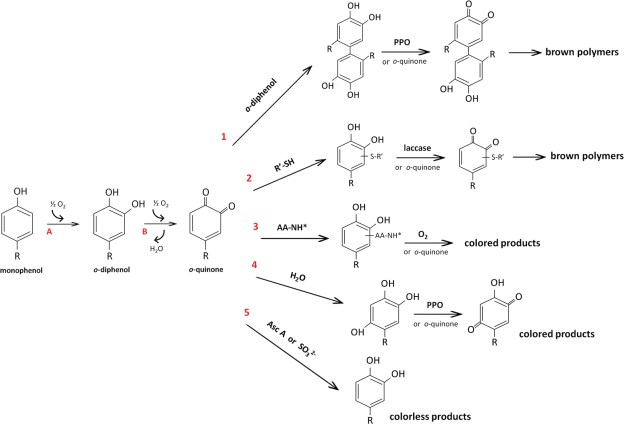 OH
½ O₂
A
R
monophenol
OH
OH
½ O₂
B
H₂O
R
o-diphenol
O
O
R
o-quinone
1
o-diphenol
OH
OH
R
R
OH
OH
PPO
or o-quinone
O
O
R
R
OH
OH
brown polymers
2
R'-SH
OH
OH
S-R'
R
laccase
or o-quinone
O
O
S-R'
R
brown polymers
3
AA-NH*
OH
OH
AA-NH*
R
O₂
or o-quinone
colored products
4
H₂O
OH
OH
OH
R
PPO
or o-quinone
OH
O
O
R
colored products
5
Asc A or SO₃²⁻
OH
OH
R
colorless products